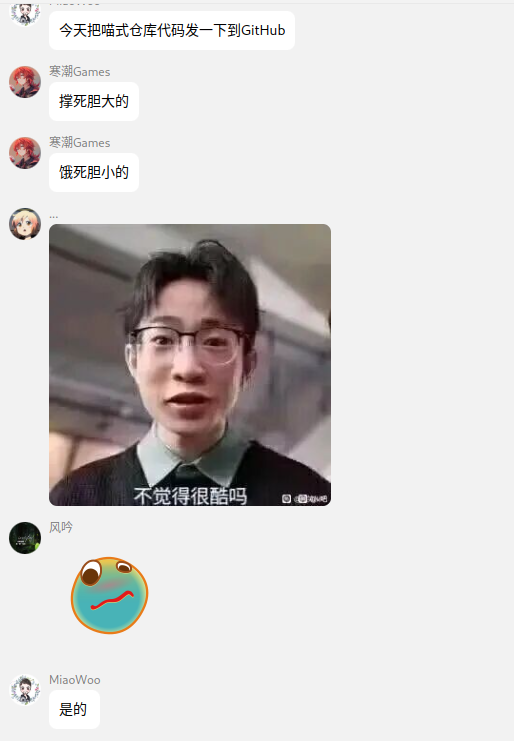 MiaoWoo
今天把喵式仓库代码发一下到GitHub
寒潮Games
撑死胆大的
寒潮Games
饿死胆小的
...
不觉得很酷吗
风吟
MiaoWoo
是的